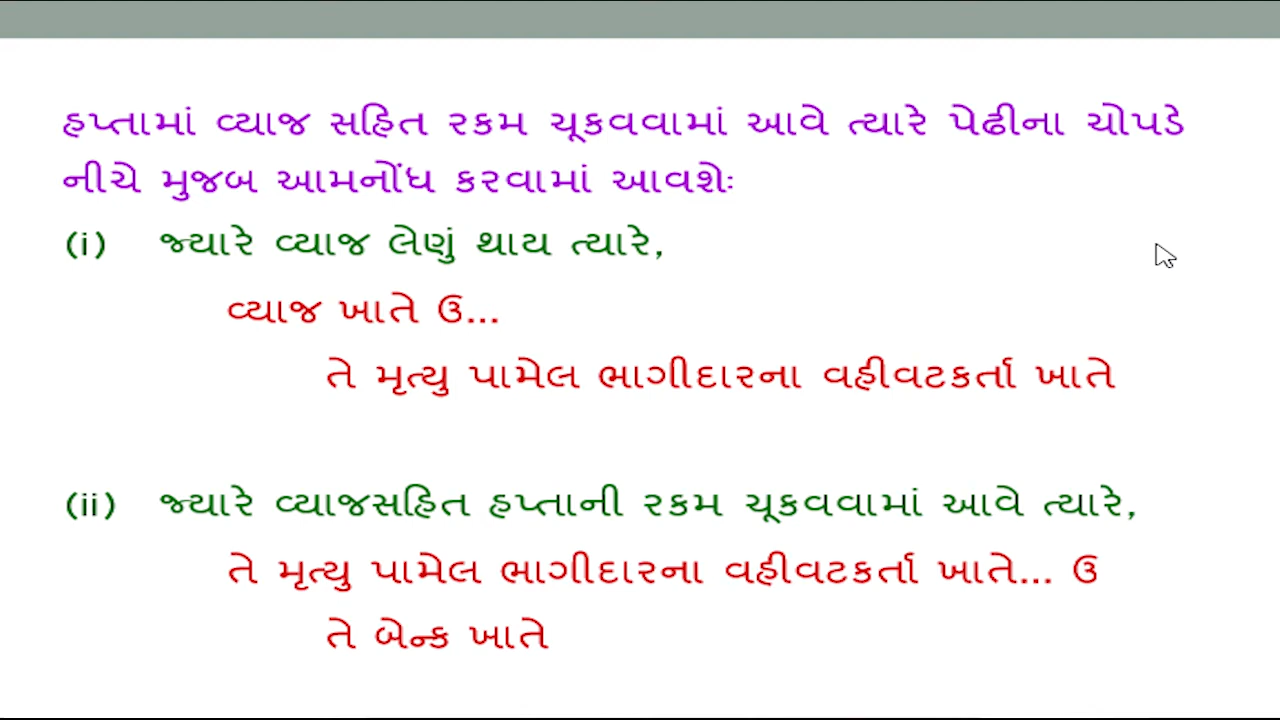 હપ્તામાં વ્યાજ સહિત રકમ ચૂકવવામાં આવે ત્યારે પેઢીના ચોપડે
નીચે મુજબ આમનોંધ કરવામાં આવશેઃ
(i) જ્યારે વ્યાજ લેણું થાય ત્યારે,
વ્યાજ ખાતે ઉ...
તે મૃત્યુ પામેલ ભાગીદારના વહીવટકર્તા ખાતે
(ii) જ્યારે વ્યાજસહિત હપ્તાની રકમ ચૂકવવામાં આવે ત્યારે,
તે મૃત્યુ પામેલ ભાગીદારના વહીવટકર્તા ખાતે... ઉ
તે બેન્ક ખાતે